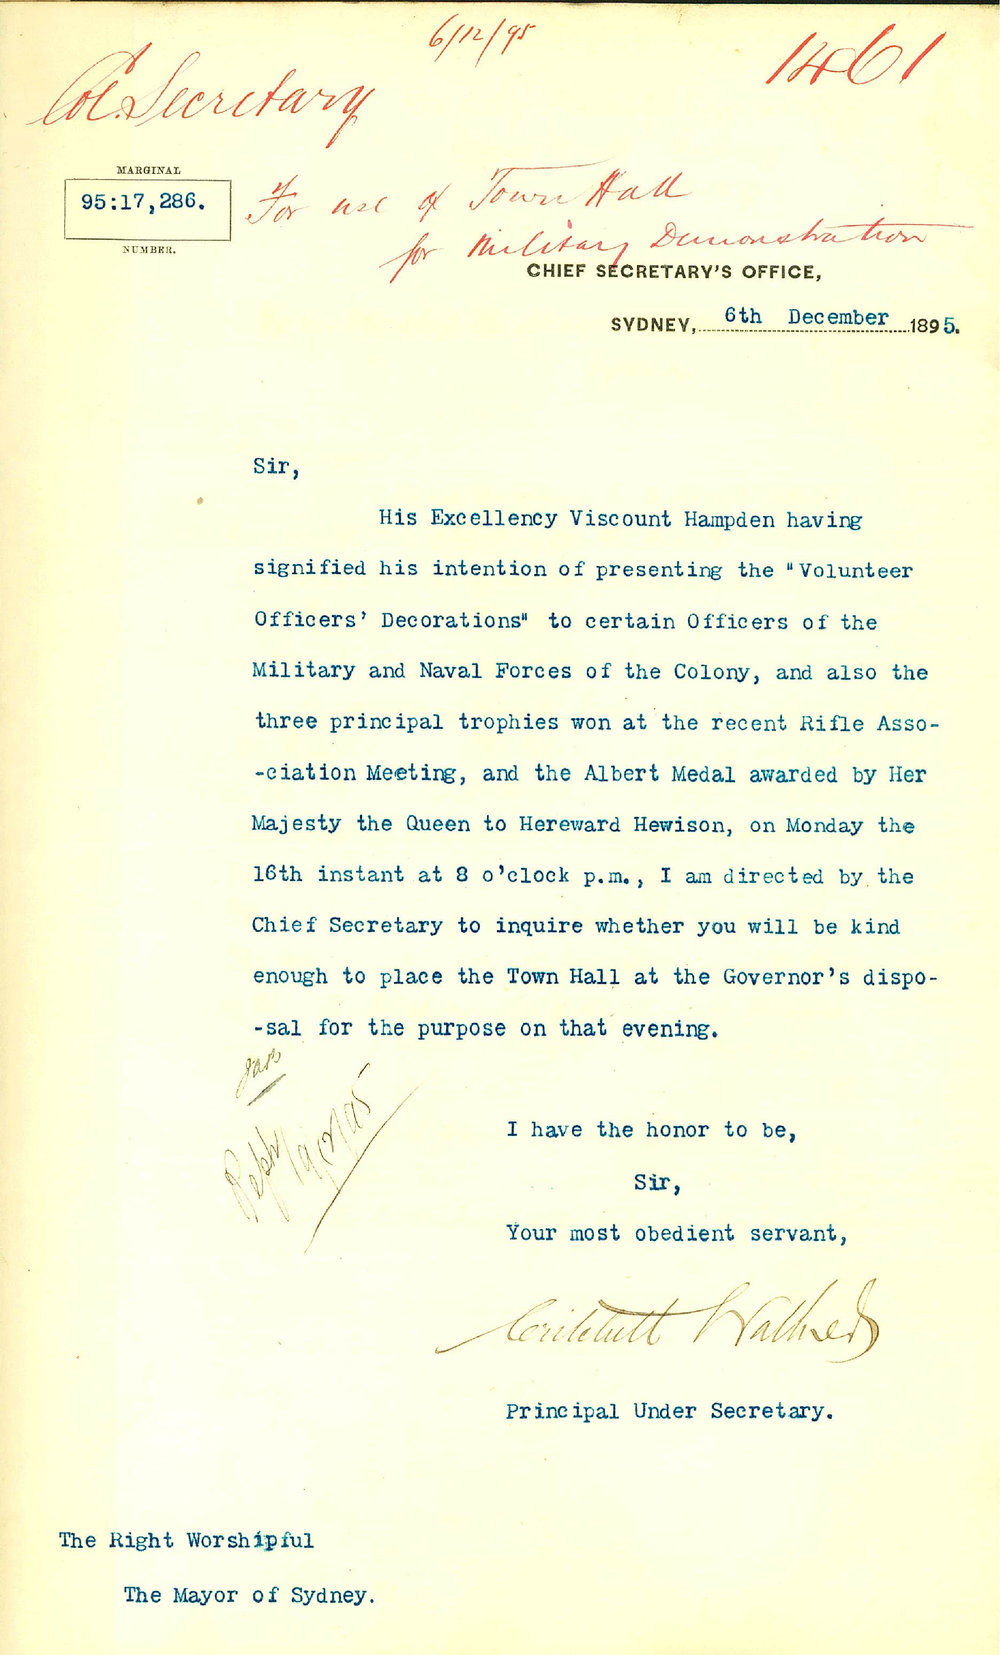 6/12/95
1461
Col. Secretary
MARGINAL
95:17,286.
NUMBER.
For use of Town Hall
for Military Demonstration
CHIEF SECRETARY'S OFFICE,
SYDNEY, 6th December 1895.
Sir,
His Excellency Viscount Hampden having
signified his intention of presenting the "Volunteer
Officers' Decorations" to certain Officers of the
Military and Naval Forces of the Colony, and also the
three principal trophies won at the recent Rifle Asso-
-ciation Meeting, and the Albert Medal awarded by Her
Majesty the Queen to Hereward Hewison, on Monday the
16th instant at 8 o'clock p.m., I am directed by the
Chief Secretary to inquire whether you will be kind
enough to place the Town Hall at the Governor's dispo-
-sal for the purpose on that evening.
I have the honor to be,
Sir,
Your most obedient servant,
Critchett Walker
Principal Under Secretary.
The Right Worshipful
The Mayor of Sydney.